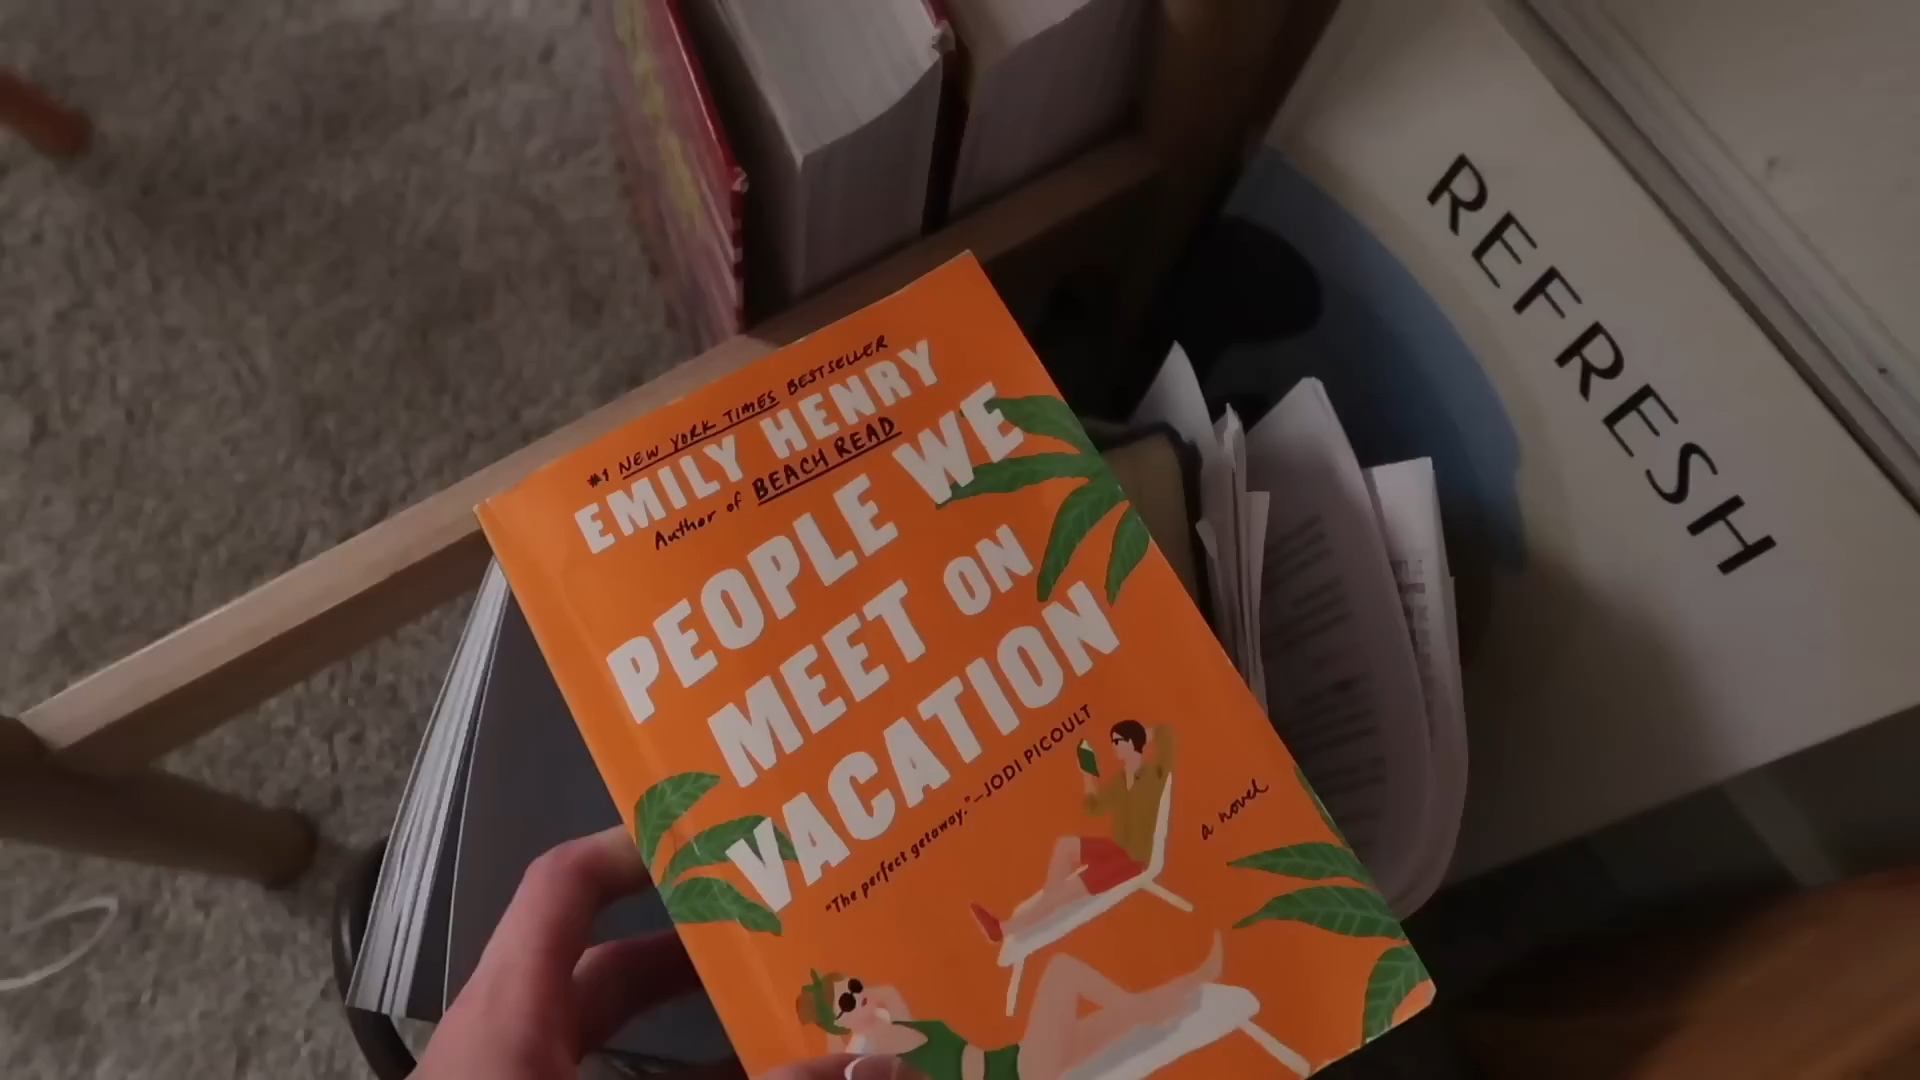 #1 NEW YORK TIMES BESTSELLER
EMILY HENRY
Author of BEACH READ
PEOPLE WE
MEET ON
VACATION
"The perfect getaway."—JODI PICOULT
a novel
REFRESH